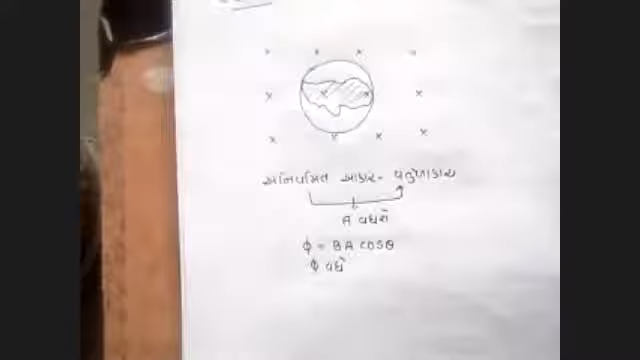 અનિયમિત આકાર - વર્તુળાકાર
A વધશે
ϕ = BA cosθ
ϕ વધે